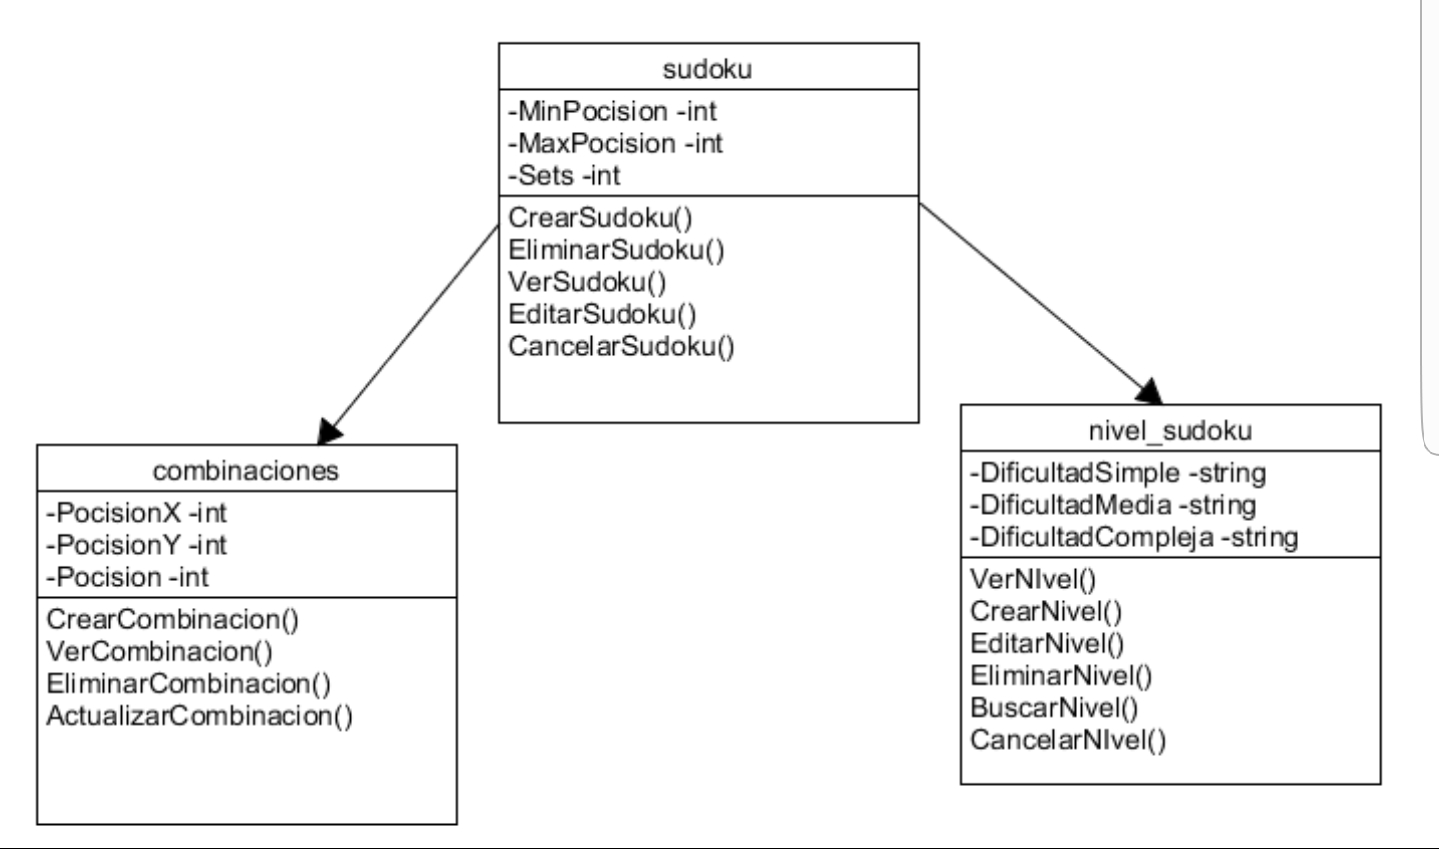 sudoku
-MinPocision -int
-MaxPocision -int
-Sets -int
CrearSudoku()
EliminarSudoku()
VerSudoku()
EditarSudoku()
CancelarSudoku()
combinaciones
-PocisionX -int
-PocisionY -int
-Pocision -int
CrearCombinacion()
VerCombinacion()
EliminarCombinacion()
ActualizarCombinacion()
nivel_sudoku
-DificultadSimple -string
-DificultadMedia -string
-DificultadCompleja -string
VerNIvel()
CrearNivel()
EditarNivel()
EliminarNivel()
BuscarNivel()
CancelarNIvel()